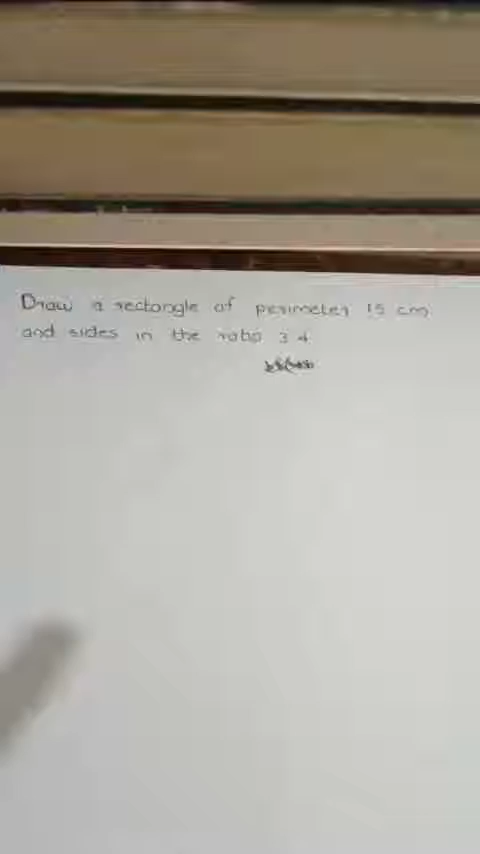 Draw a rectangle of perimeter 15 cm
and sides in the ratio 3:4